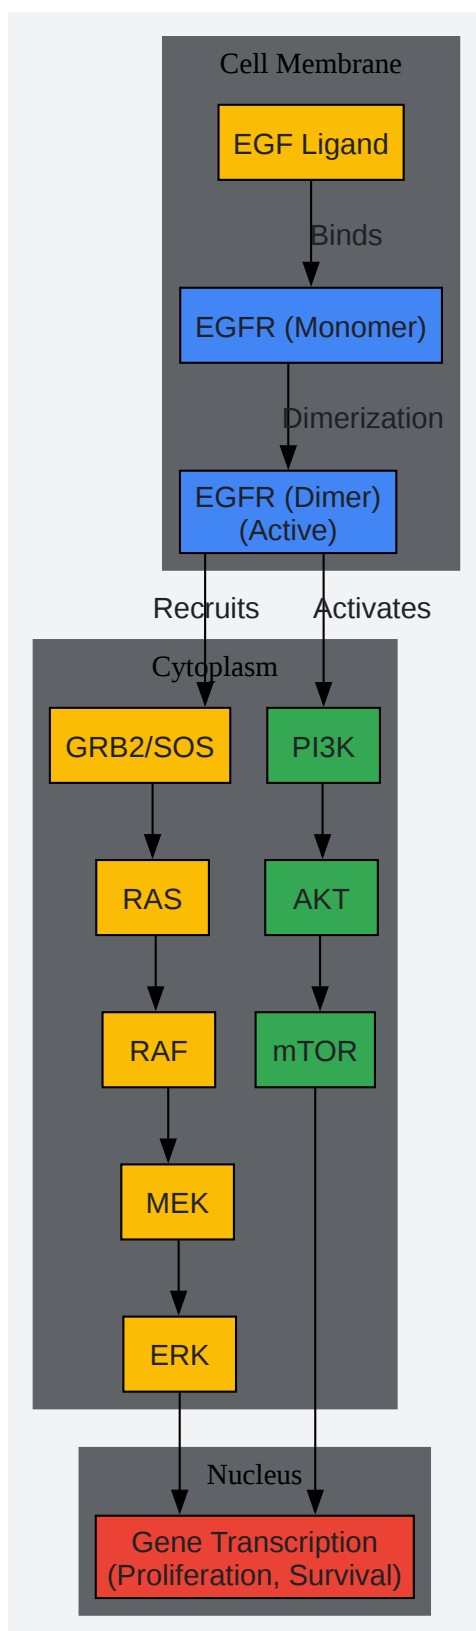 Cell Membrane
EGF Ligand
Binds
EGFR (Monomer)
Dimerization
EGFR (Dimer)
(Active)
Recruits
Activates
Cytoplasm
GRB2/SOS
PI3K
RAS
AKT
RAF
mTOR
MEK
ERK
Nucleus
Gene Transcription
(Proliferation, Survival)